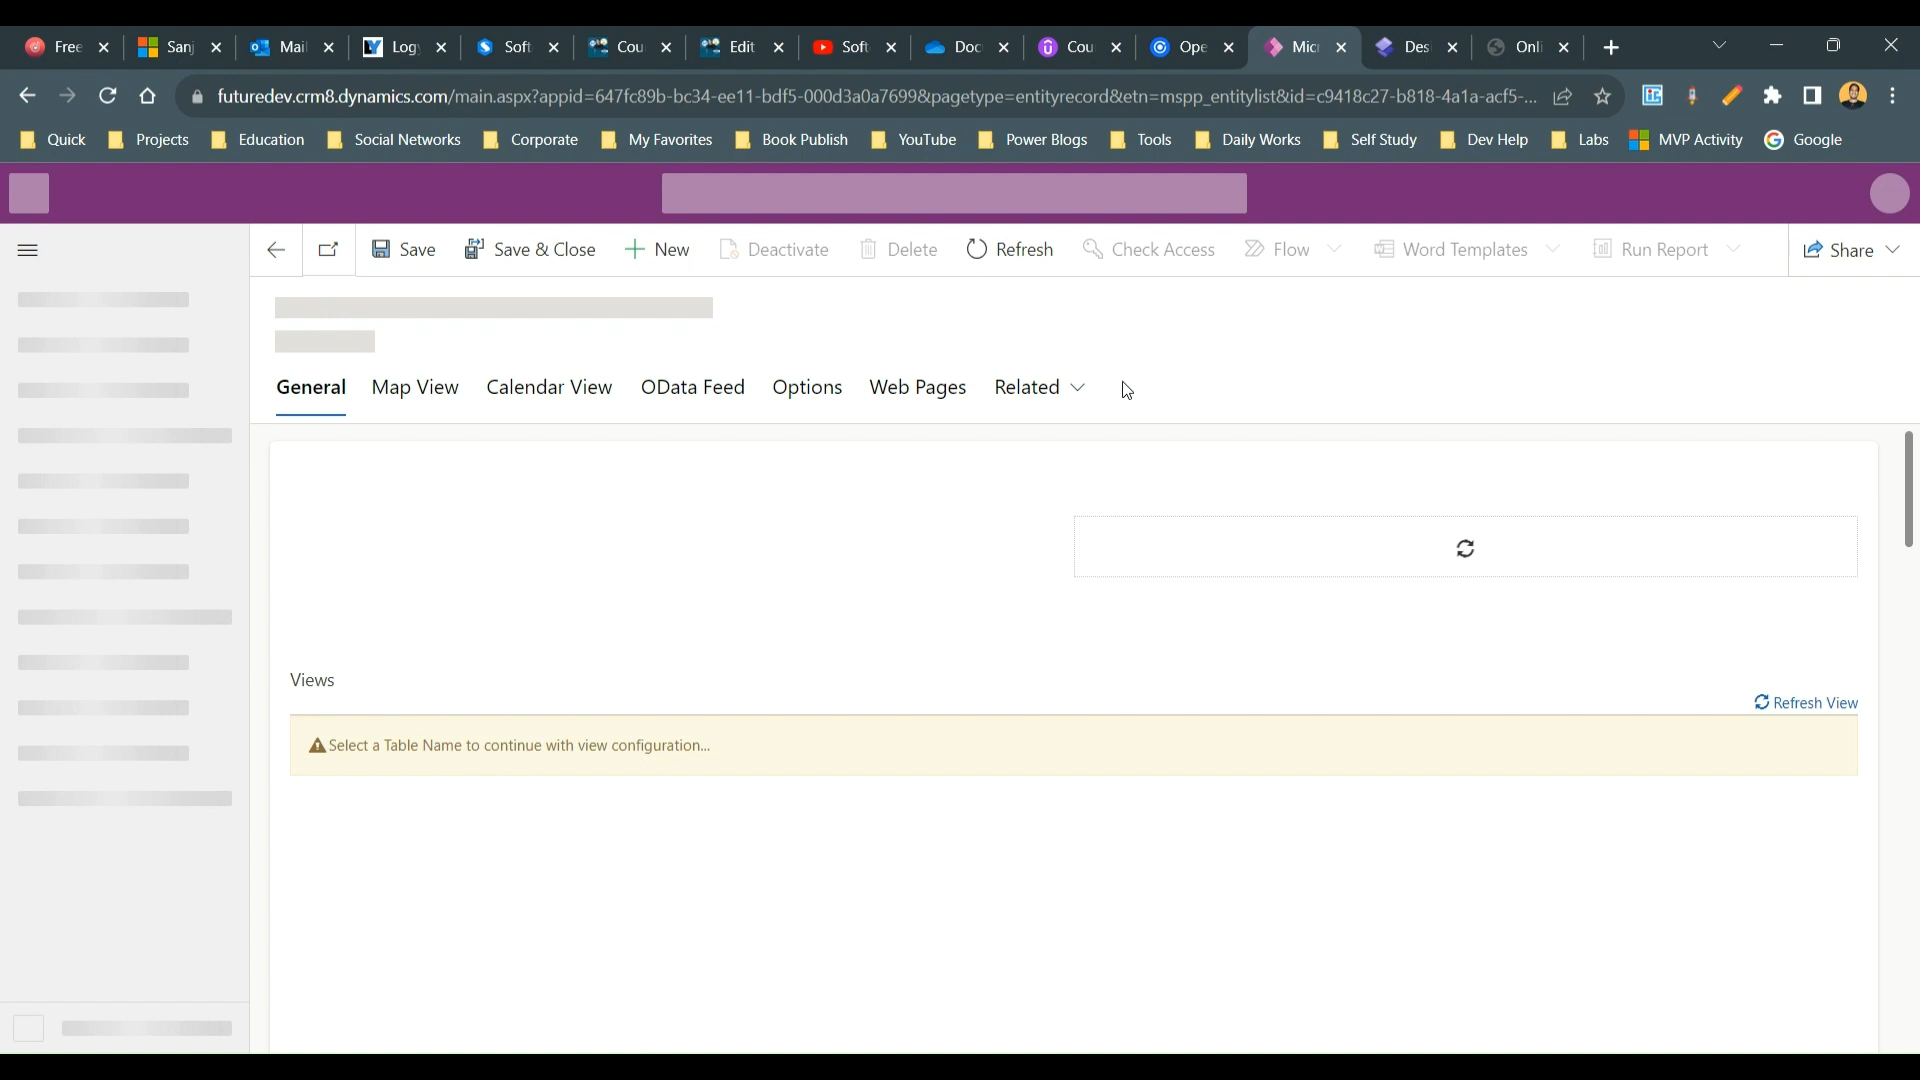 Free
Sanj
Mail
Log
Soft
Cou
Edit
Soft
Doc
Cou
Ope
Micr
Desi
Onli
futuredev.crm8.dynamics.com/main.aspx?appid=647fc89b-bc34-ee11-bdf5-000d3a0a7699&pagetype=entityrecord&etn=mspp_entitylist&id=c9418c27-b818-4a1a-acf5-...
Quick Projects Education Social Networks Corporate My Favorites Book Publish YouTube Power Blogs Tools Daily Works Self Study Dev Help Labs MVP Activity Google
Save Save & Close New Deactivate Delete Refresh Check Access Flow Word Templates Run Report Share
General Map View Calendar View OData Feed Options Web Pages Related
Views
Refresh View
Select a Table Name to continue with view configuration...